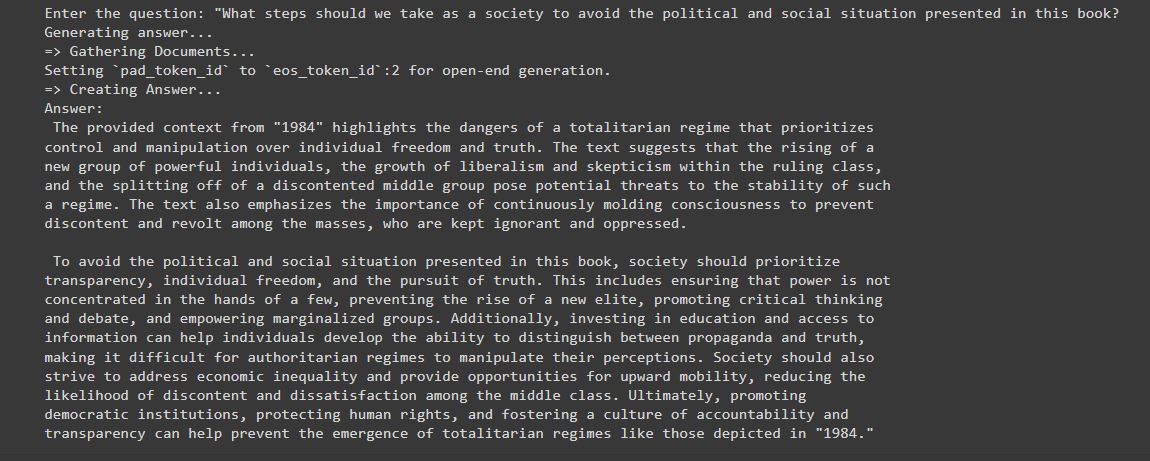 Enter the question: "What steps should we take as a society to avoid the political and social situation presented in this book?
Generating answer...
=> Gathering Documents...
Setting `pad_token_id` to `eos_token_id`:2 for open-end generation.
=> Creating Answer...
Answer:
The provided context from "1984" highlights the dangers of a totalitarian regime that prioritizes
control and manipulation over individual freedom and truth. The text suggests that the rising of a
new group of powerful individuals, the growth of liberalism and skepticism within the ruling class,
and the splitting off of a discontented middle group pose potential threats to the stability of such
a regime. The text also emphasizes the importance of continuously molding consciousness to prevent
discontent and revolt among the masses, who are kept ignorant and oppressed.

To avoid the political and social situation presented in this book, society should prioritize
transparency, individual freedom, and the pursuit of truth. This includes ensuring that power is not
concentrated in the hands of a few, preventing the rise of a new elite, promoting critical thinking
and debate, and empowering marginalized groups. Additionally, investing in education and access to
information can help individuals develop the ability to distinguish between propaganda and truth,
making it difficult for authoritarian regimes to manipulate their perceptions. Society should also
strive to address economic inequality and provide opportunities for upward mobility, reducing the
likelihood of discontent and dissatisfaction among the middle class. Ultimately, promoting
democratic institutions, protecting human rights, and fostering a culture of accountability and
transparency can help prevent the emergence of totalitarian regimes like those depicted in "1984."